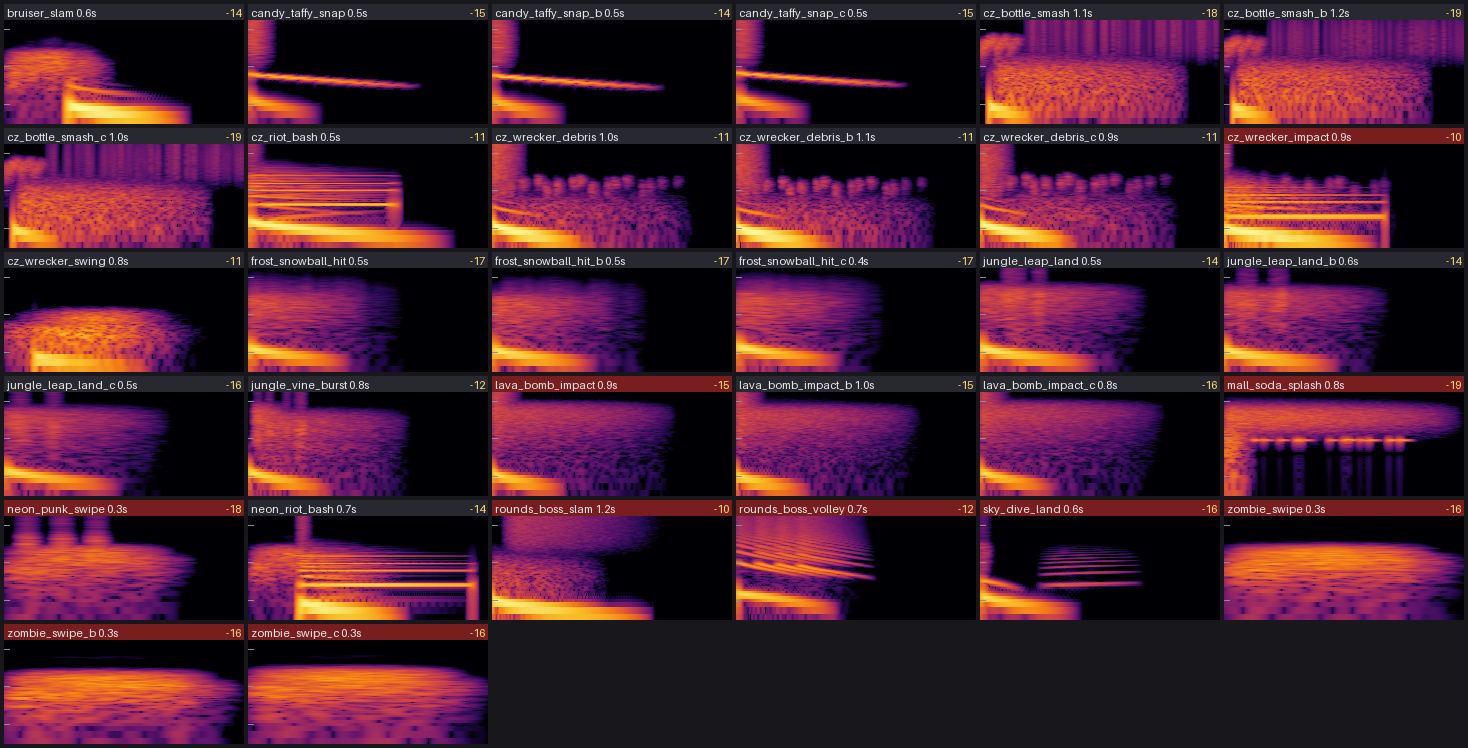 bruiser_slam 0.6s -14 candy_taffy_snap 0.5s -15 candy_taffy_snap_b 0.5s -14 candy_taffy_snap_c 0.5s -15 cz_bottle_smash 1.1s -18 cz_bottle_smash_b 1.2s -19
cz_bottle_smash_c 1.0s -19 cz_riot_bash 0.5s -11 cz_wrecker_debris 1.0s -11 cz_wrecker_debris_b 1.1s -11 cz_wrecker_debris_c 0.9s -11 cz_wrecker_impact 0.9s -10
cz_wrecker_swing 0.8s -11 frost_snowball_hit 0.5s -17 frost_snowball_hit_b 0.5s -17 frost_snowball_hit_c 0.4s -17 jungle_leap_land 0.5s -14 jungle_leap_land_b 0.6s -14
jungle_leap_land_c 0.5s -16 jungle_vine_burst 0.8s -12 lava_bomb_impact 0.9s -15 lava_bomb_impact_b 1.0s -15 lava_bomb_impact_c 0.8s -16 mall_soda_splash 0.8s -19
neon_punk_swipe 0.3s -18 neon_riot_bash 0.7s -14 rounds_boss_slam 1.2s -10 rounds_boss_volley 0.7s -12 sky_dive_land 0.6s -16 zombie_swipe 0.3s -16
zombie_swipe_b 0.3s -16 zombie_swipe_c 0.3s -16